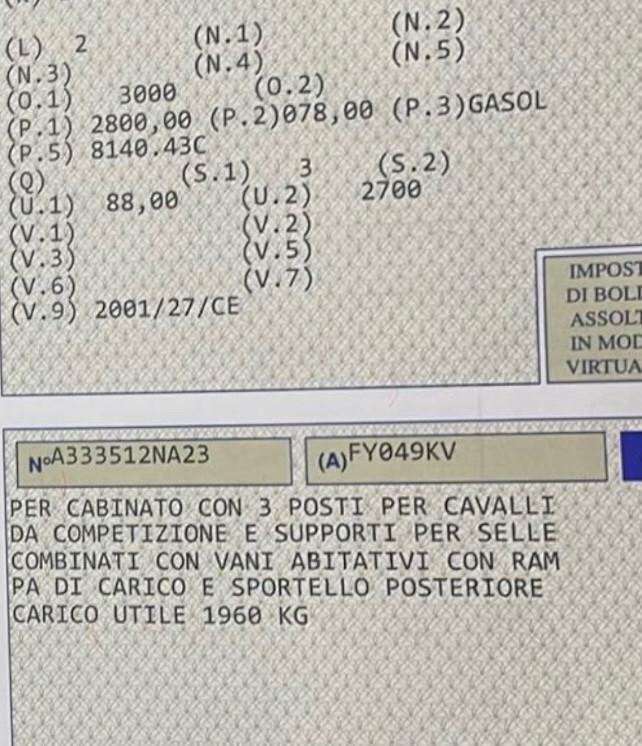 (L) 2 (N.1) (N.2)
(N.3) (N.4) (N.5)
(O.1) 3000 (O.2)
(P.1) 2800,00 (P.2)078,00 (P.3)GASOL
(P.5) 8140.43C
(Q) (S.1) 3 (S.2)
(U.1) 88,00 (U.2) 2700
(V.1) (V.2)
(V.3) (V.5)
(V.6) (V.7)
(V.9) 2001/27/CE
IMPOST
DI BOLL
ASSOLT
IN MOD
VIRTUA
N°A333512NA23
(A)FY049KV
PER CABINATO CON 3 POSTI PER CAVALLI
DA COMPETIZIONE E SUPPORTI PER SELLE
COMBINATI CON VANI ABITATIVI CON RAM
PA DI CARICO E SPORTELLO POSTERIORE
CARICO UTILE 1960 KG